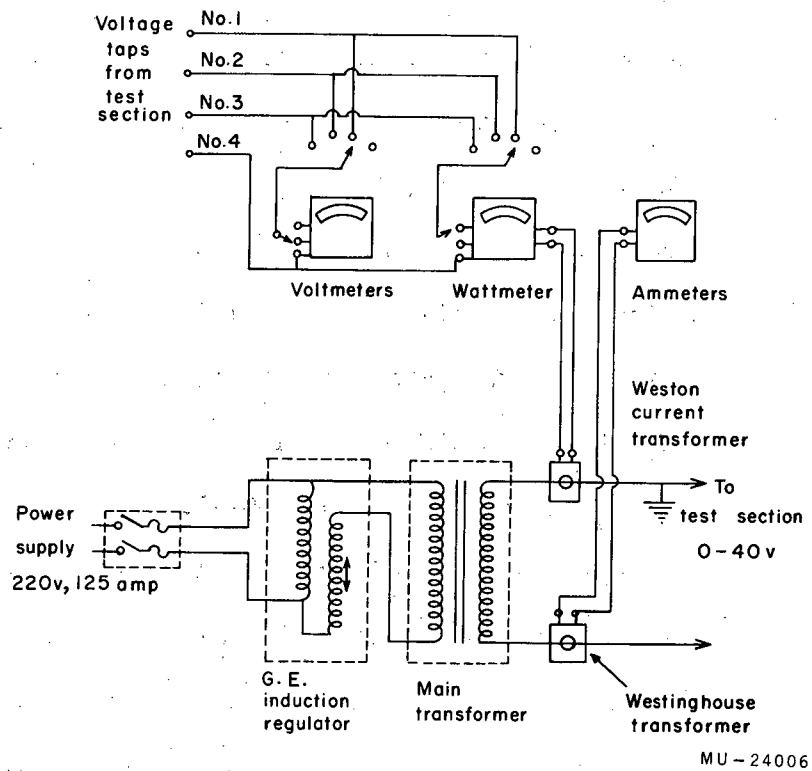 Voltage
taps
from
test
section
No.1
No.2
No.3
No.4
Voltmeters
Wattmeter
Ammeters
Weston
current
transformer
Power
supply
220v, 125 amp
To
test section
0-40v
G. E.
induction
regulator
Main
transformer
Westinghouse
transformer
MU-24006